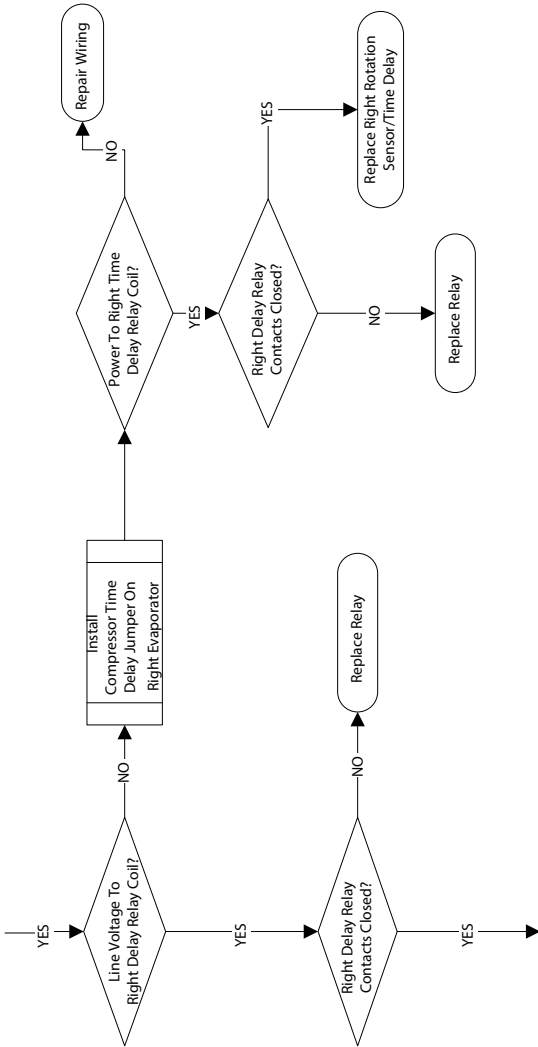 YES
Line Voltage To
Right Delay Relay Coil?
NO
Install
Compressor Time
Delay Jumper On
Right Evaporator
Power To Right Time
Delay Relay Coil?
NO
Repair Wiring
YES
Right Delay Relay
Contacts Closed?
YES
Replace Right Rotation
Sensor/Time Delay
NO
Replace Relay
YES
Right Delay Relay
Contacts Closed?
NO
Replace Relay
YES